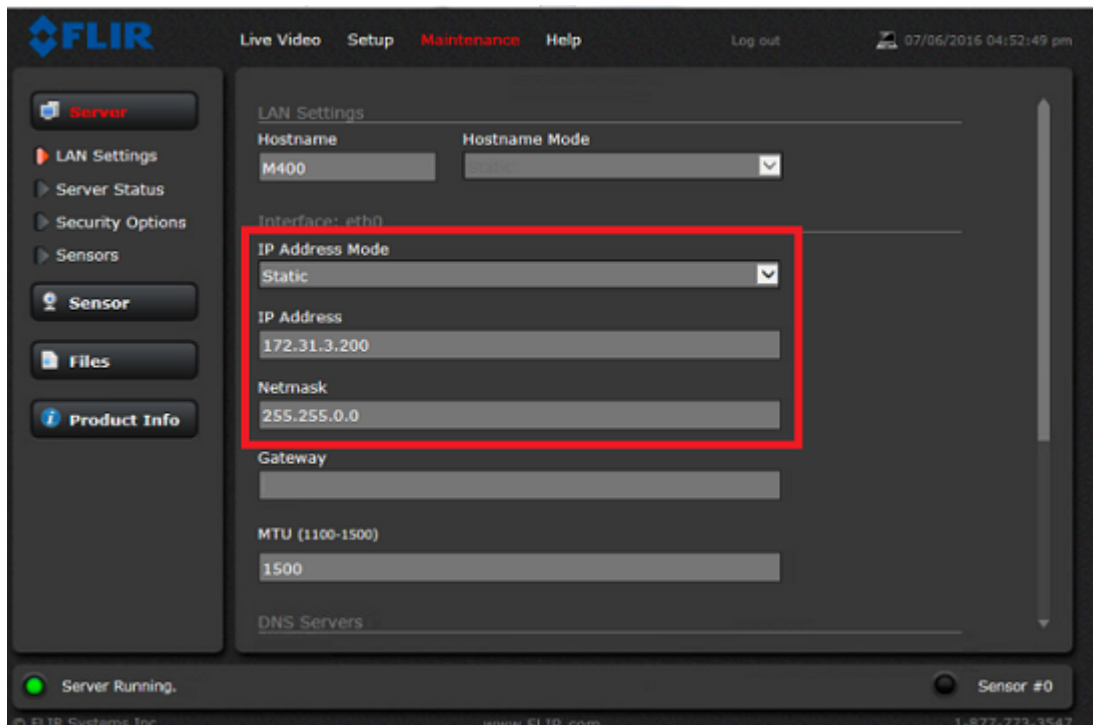 FLIR
Live Video Setup Maintenance Help Log out 07/06/2016 04:52:49 pm
Server
LAN Settings
Server Status
Security Options
Sensors
Sensor
Files
Product Info
LAN Settings
Hostname Hostname Mode
M400 Static
Interface: eth0
IP Address Mode
Static
IP Address
172.31.3.200
Netmask
255.255.0.0
Gateway
MTU (1100-1500)
1500
DNS Servers
Server Running. Sensor #0
© FLIR Systems Inc www.FLIR.com 1-877-773-3547